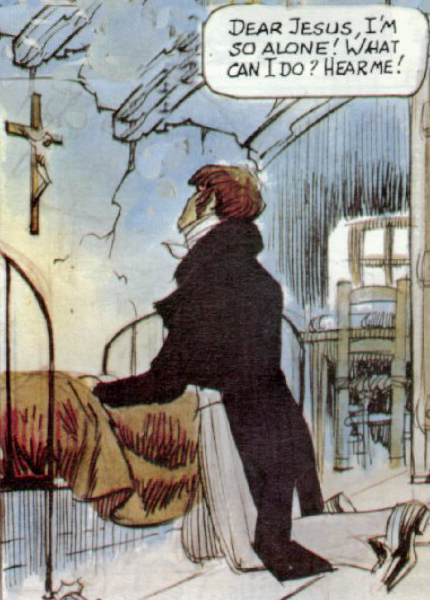 DEAR JESUS, I'M
SO ALONE! WHAT
CAN I DO? HEAR ME!